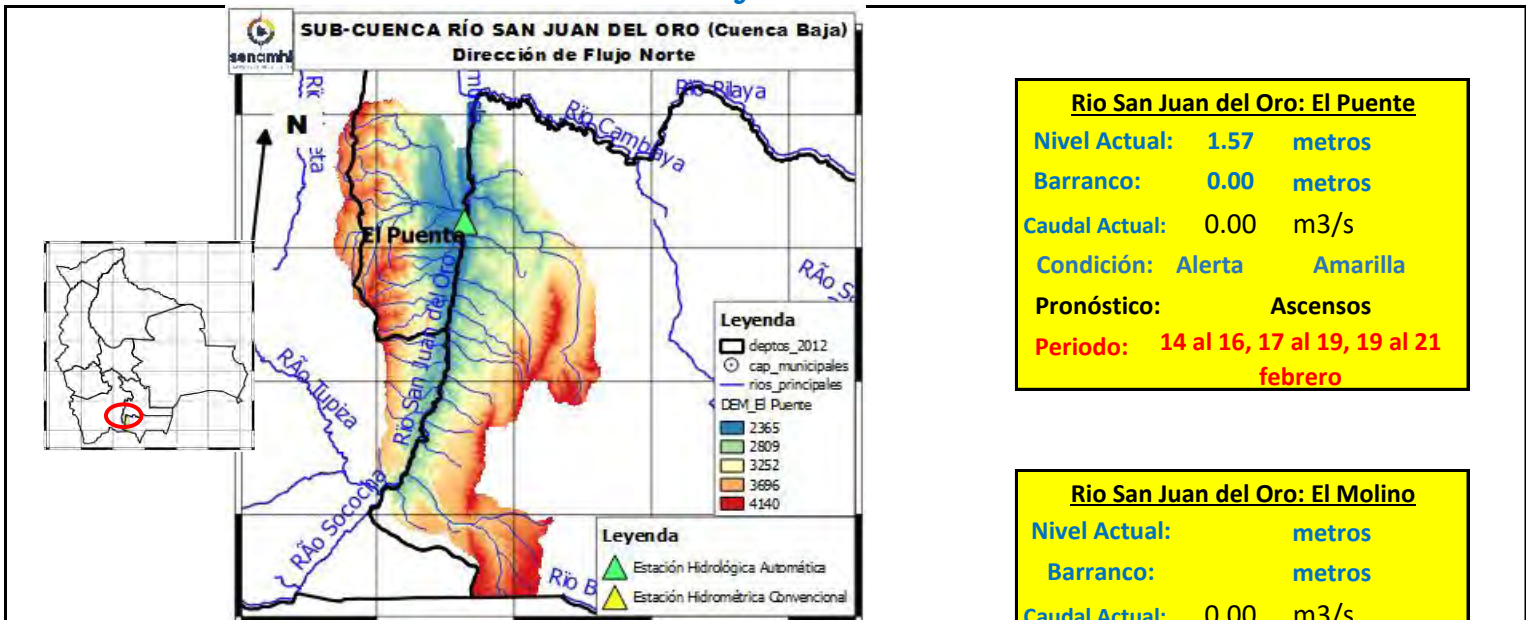 SUB-CUENCA RÍO SAN JUAN DEL ORO (Cuenca Baja)
Dirección de Flujo Norte
senamhi
N
Río Pilaya
Río Camblaya
El Puente
Río San Juan del Oro
RÃo Tupiza
RÃo Sococha
RÃo S
Río B
Leyenda
deptos_2012
cap_municipales
rios_principales
DEM_El Puente
2365
2809
3252
3696
4140
Leyenda
Estación Hidrológica Automática
Estación Hidrométrica Convencional
Rio San Juan del Oro: El Puente
Nivel Actual: 1.57 metros
Barranco: 0.00 metros
Caudal Actual: 0.00 m3/s
Condición: Alerta Amarilla
Pronóstico: Ascensos
Periodo: 14 al 16, 17 al 19, 19 al 21
febrero
Rio San Juan del Oro: El Molino
Nivel Actual: metros
Barranco: metros
Caudal Actual: 0.00 m3/s